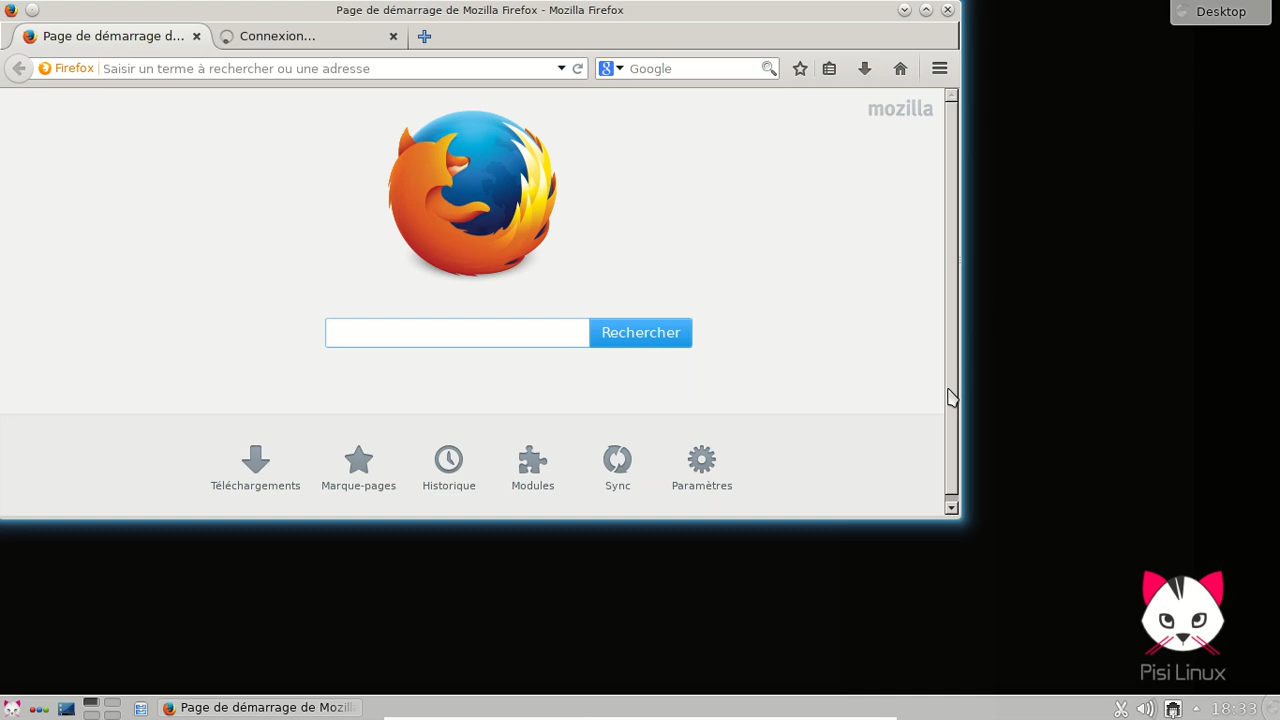 Page de démarrage de Mozilla Firefox - Mozilla Firefox
Desktop
Page de démarrage d...
Connexion...
Firefox
Saisir un terme à rechercher ou une adresse
8
Google
mozilla
Rechercher
Téléchargements
Marque-pages
Historique
Modules
Sync
Paramètres
Pisi Linux
Page de démarrage de Mozill
18:33